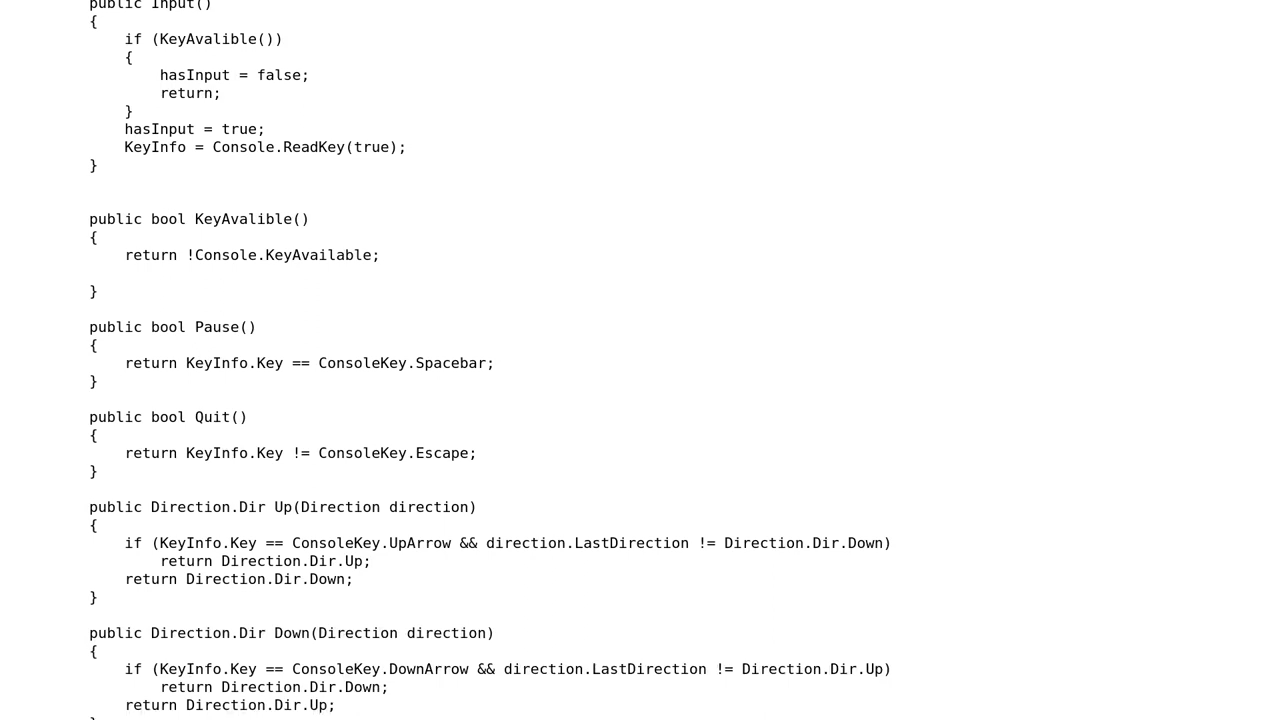 public Input()
{
if (KeyAvalible())
{
hasInput = false;
return;
}
hasInput = true;
KeyInfo = Console.ReadKey(true);
}
public bool KeyAvalible()
{
return !Console.KeyAvailable;
}
public bool Pause()
{
return KeyInfo.Key == ConsoleKey.Spacebar;
}
public bool Quit()
{
return KeyInfo.Key != ConsoleKey.Escape;
}
public Direction.Dir Up(Direction direction)
{
if (KeyInfo.Key == ConsoleKey.UpArrow && direction.LastDirection != Direction.Dir.Down)
return Direction.Dir.Up;
return Direction.Dir.Down;
}
public Direction.Dir Down(Direction direction)
{
if (KeyInfo.Key == ConsoleKey.DownArrow && direction.LastDirection != Direction.Dir.Up)
return Direction.Dir.Down;
return Direction.Dir.Up;
}